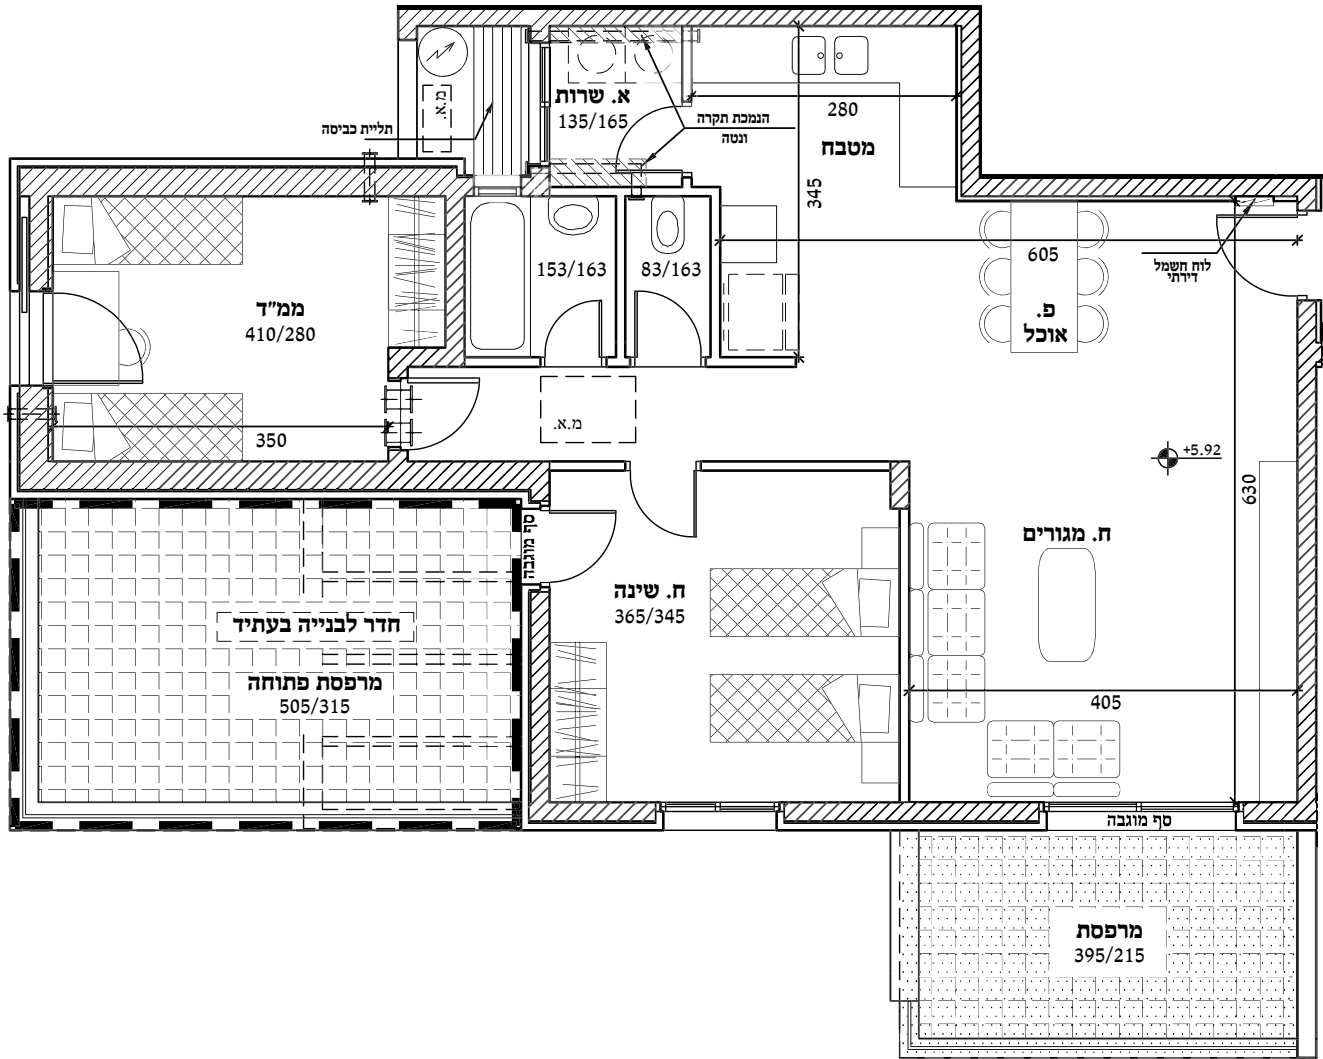 א. שרות
135/165
הנמכת תקרה
ונטה
280
מטבח
345
תליית כביסה
מ.א.
ממ״ד
410/280
350
153/163
83/163
מ.א.
605
פ.
אוכל
לוח חשמל
דירתי
+5.92
630
ח. מגורים
405
סף מוגבה
ח. שינה
365/345
סף מוגבה
חדר לבנייה בעתיד
מרפסת פתוחה
505/315
מרפסת
395/215